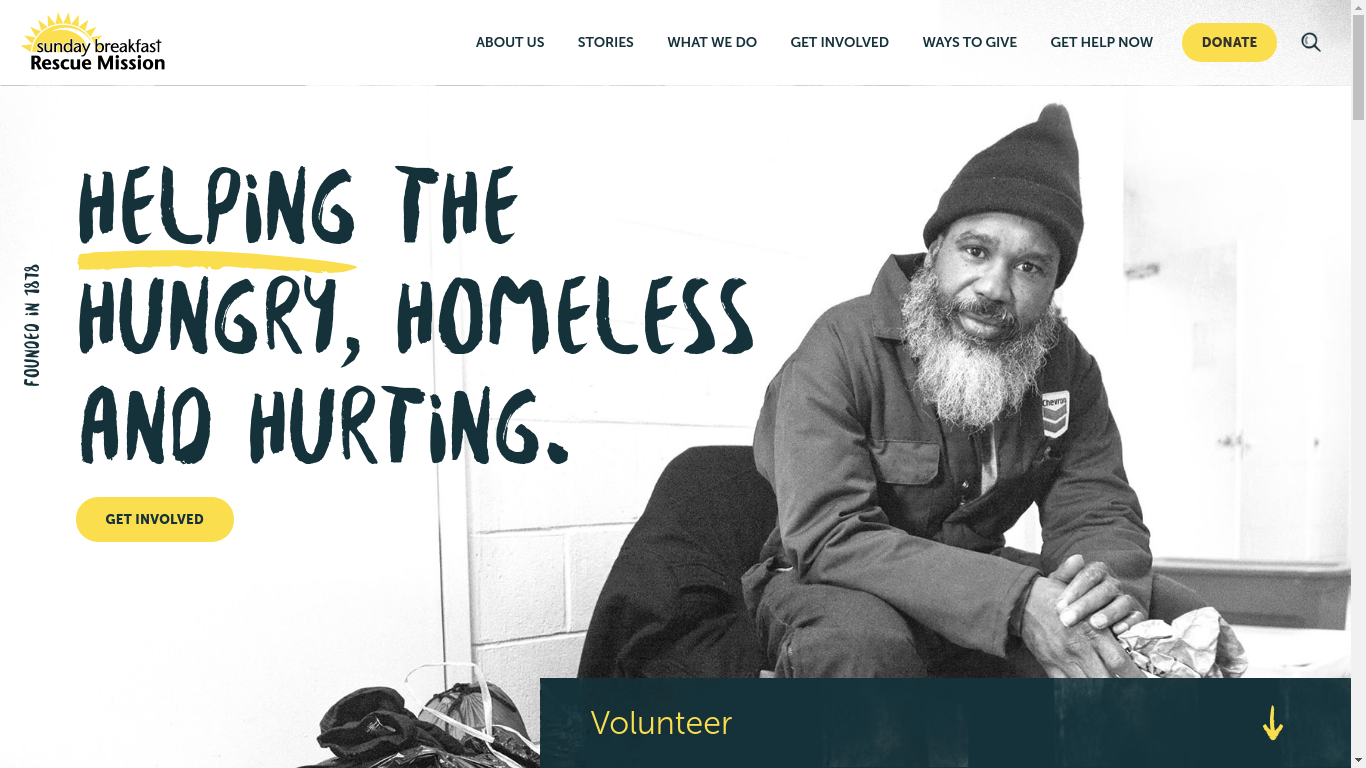 sunday breakfast
Rescue Mission
ABOUT US
STORIES
WHAT WE DO
GET INVOLVED
WAYS TO GIVE
GET HELP NOW
DONATE
FOUNDED IN 1878
HELPING THE
HUNGRY, HOMELESS
AND HURTING.
GET INVOLVED
Chevron
Volunteer